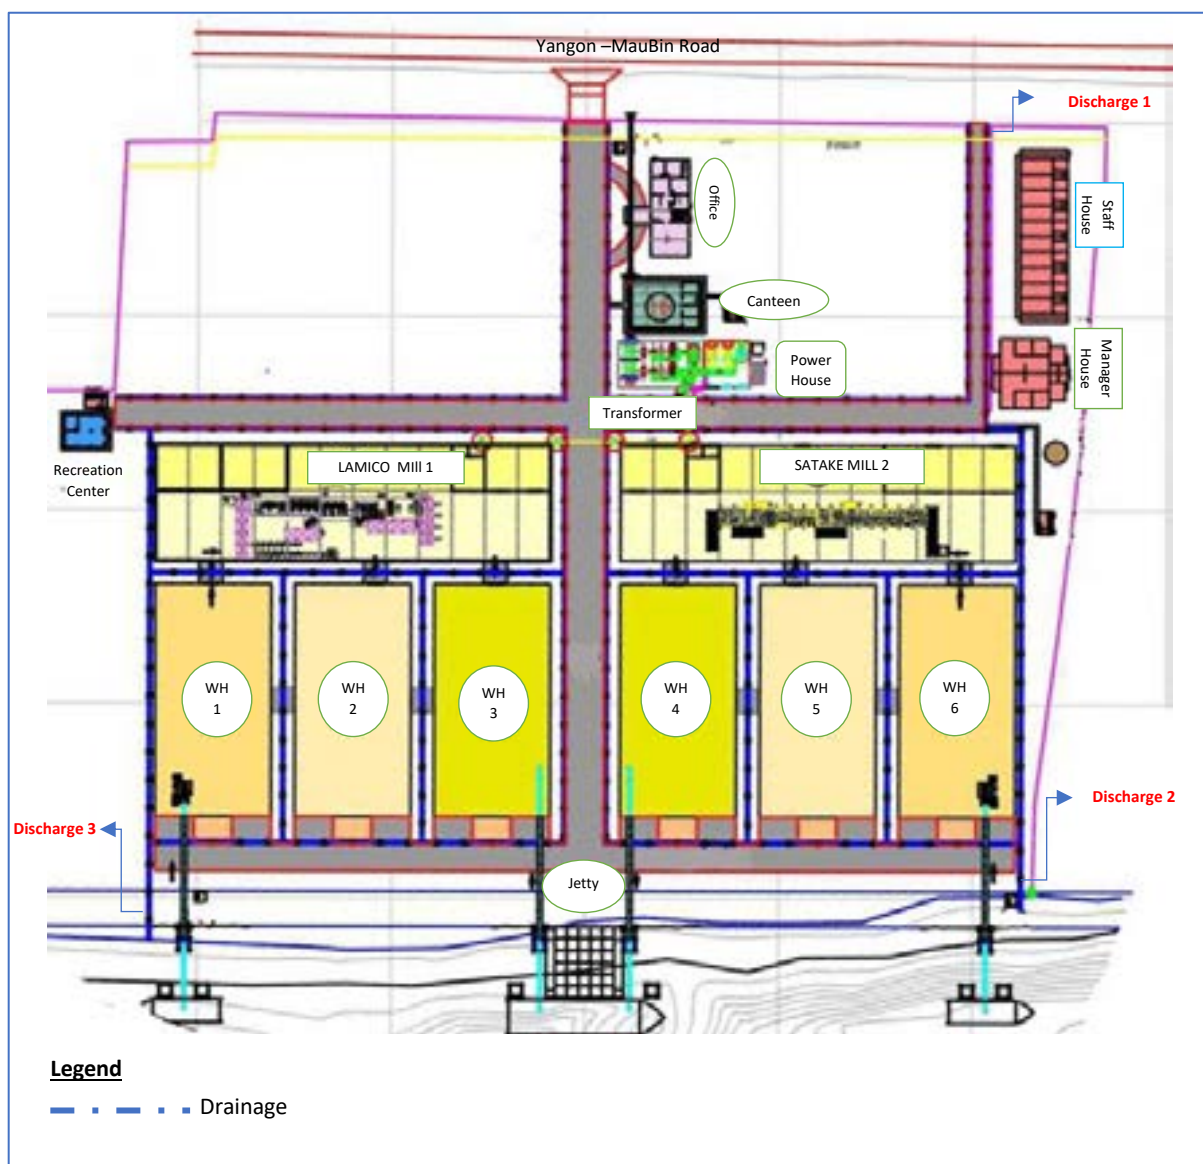 Yangon –MauBin Road
Discharge 1
Office
Staff
House
Canteen
Power
House
Manager
House
Transformer
Recreation
Center
LAMICO MIll 1
SATAKE MILL 2
WH
1
WH
2
WH
3
WH
4
WH
5
WH
6
Discharge 2
Discharge 3
Jetty
Legend
Drainage